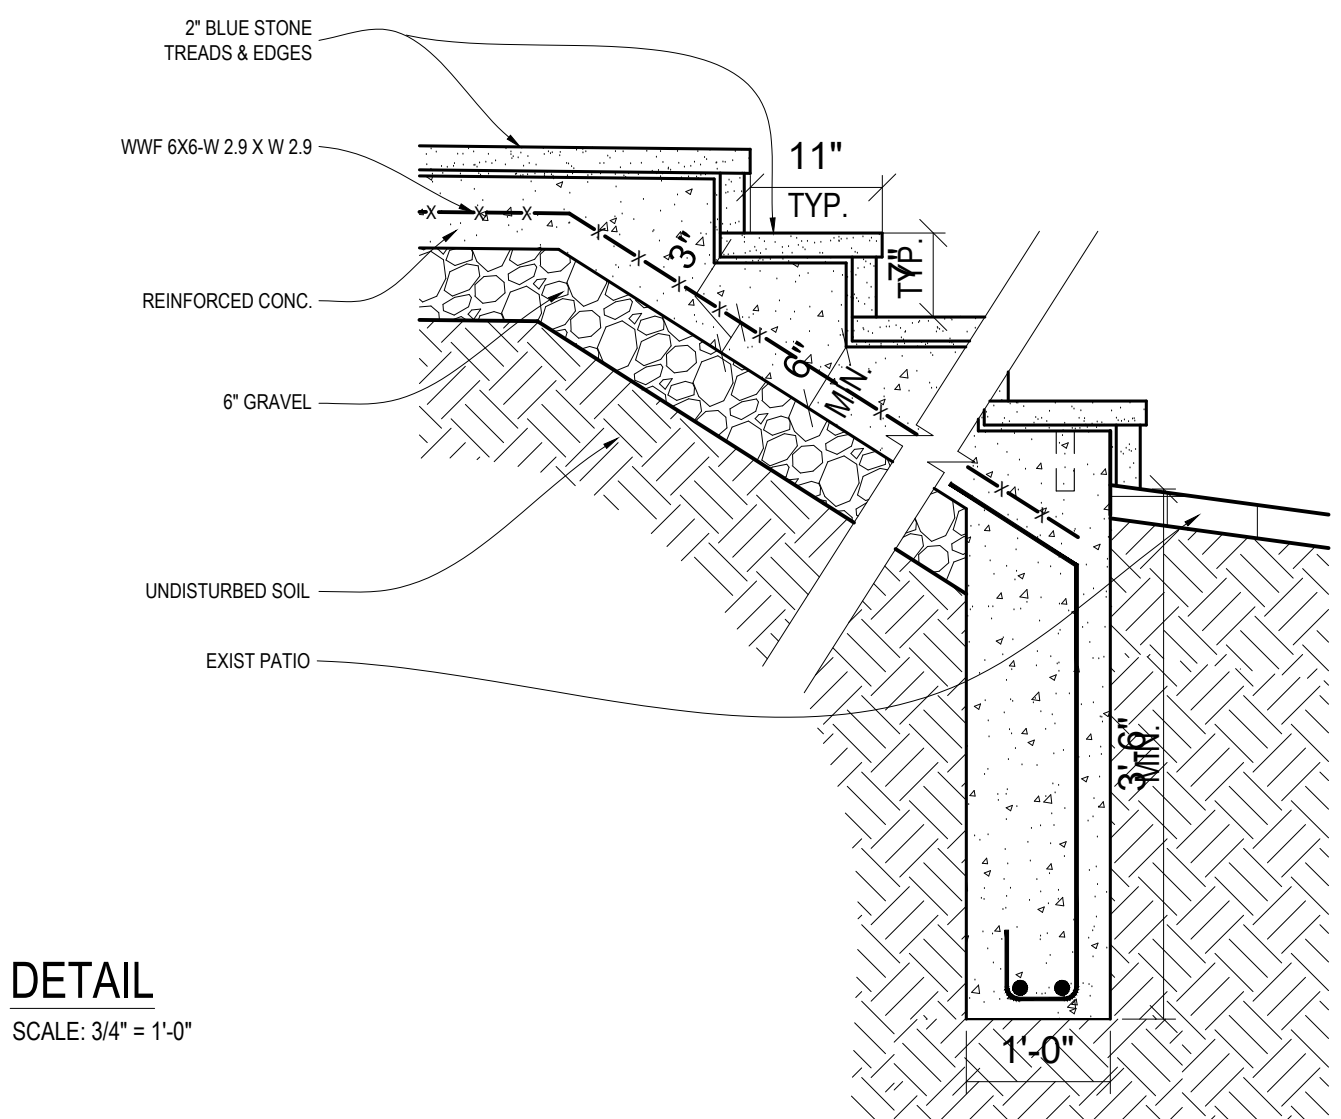 2" BLUE STONE
TREADS & EDGES
WWF 6X6-W 2.9 X W 2.9
11"
TYP.
7"
TYP.
3"
REINFORCED CONC.
6"
MIN.
6" GRAVEL
UNDISTURBED SOIL
EXIST PATIO
3'-6"
MIN.
DETAIL
SCALE: 3/4" = 1'-0"
1'-0"